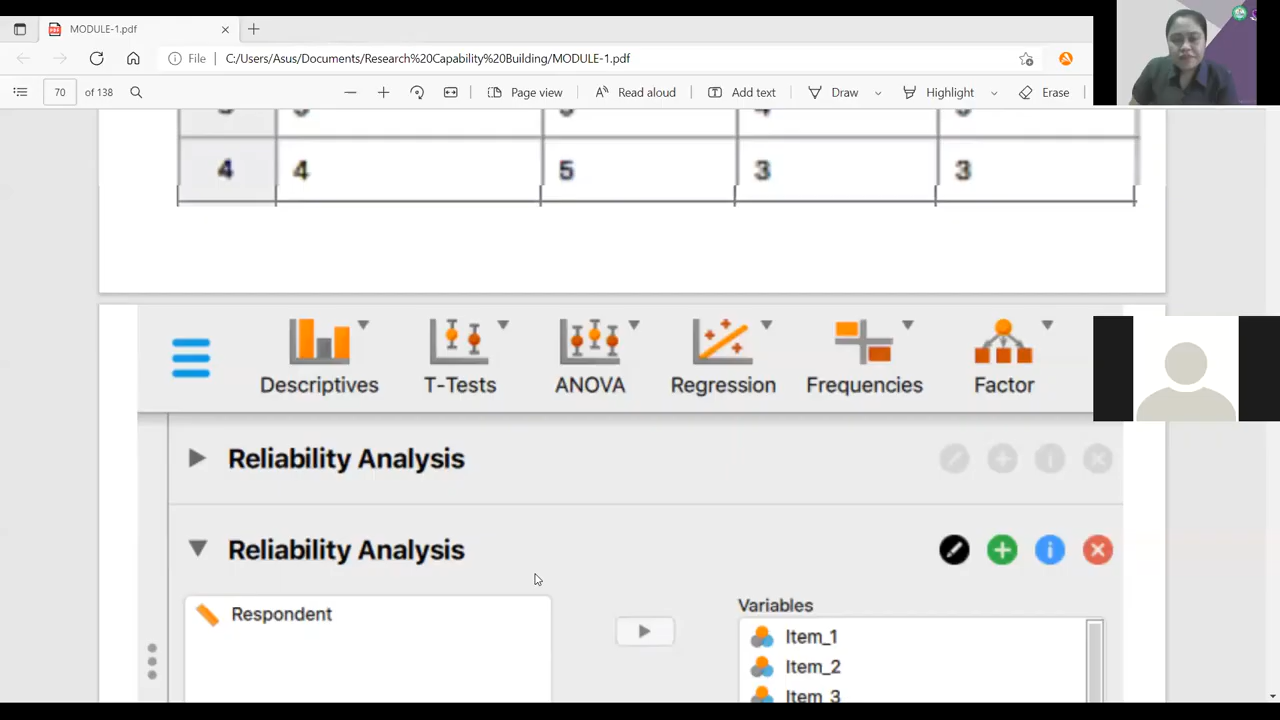 MODULE-1.pdf
File C:/Users/Asus/Documents/Research%20Capability%20Building/MODULE-1.pdf
70 of 138 Page view Read aloud Add text Draw Highlight Erase
4 4 5 3 3
Descriptives T-Tests ANOVA Regression Frequencies Factor
Reliability Analysis
Reliability Analysis
Respondent
Variables
Item_1
Item_2
Item_3